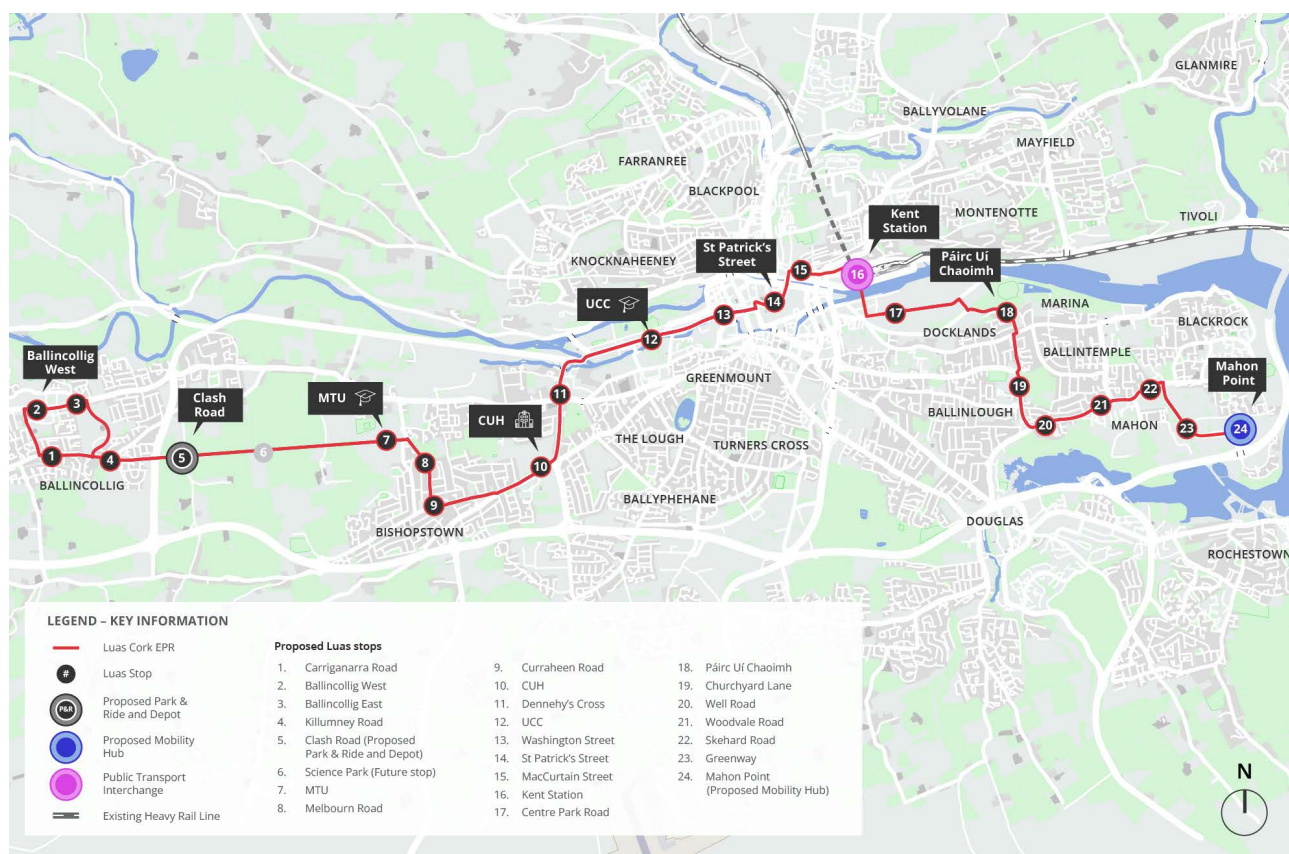 GLANMIRE
BALLYVOLANE
MAYFIELD
FARRANREE
BLACKPOOL
Kent
Station
MONTENOTTE
TIVOLI
St Patrick's
Street
KNOCKNAHEENEY
15
16
Páirc Uí
Chaoimh
UCC
14
13
17
18
MARINA
DOCKLANDS
BLACKROCK
12
BALLINTEMPLE
Ballincollig
West
GREENMOUNT
Mahon
Point
Clash
Road
MTU
11
19
22
2
3
CUH
BALLINLOUGH
21
THE LOUGH
TURNERS CROSS
20
MAHON
23
24
7
1
4
5
6
8
10
BALLINCOLLIG
9
BALLYPHEHANE
BISHOPSTOWN
DOUGLAS
ROCHESTOWN
LEGEND – KEY INFORMATION
Luas Cork EPR
#
Luas Stop
P&R
Proposed Park &
Ride and Depot
Proposed Mobility
Hub
Public Transport
Interchange
Existing Heavy Rail Line
Proposed Luas stops
1. Carriganarra Road
2. Ballincollig West
3. Ballincollig East
4. Killumney Road
5. Clash Road (Proposed
Park & Ride and Depot)
6. Science Park (Future stop)
7. MTU
8. Melbourn Road
9. Curraheen Road
10. CUH
11. Dennehy's Cross
12. UCC
13. Washington Street
14. St Patrick's Street
15. MacCurtain Street
16. Kent Station
17. Centre Park Road
18. Páirc Uí Chaoimh
19. Churchyard Lane
20. Well Road
21. Woodvale Road
22. Skehard Road
23. Greenway
24. Mahon Point
(Proposed Mobility Hub)
N